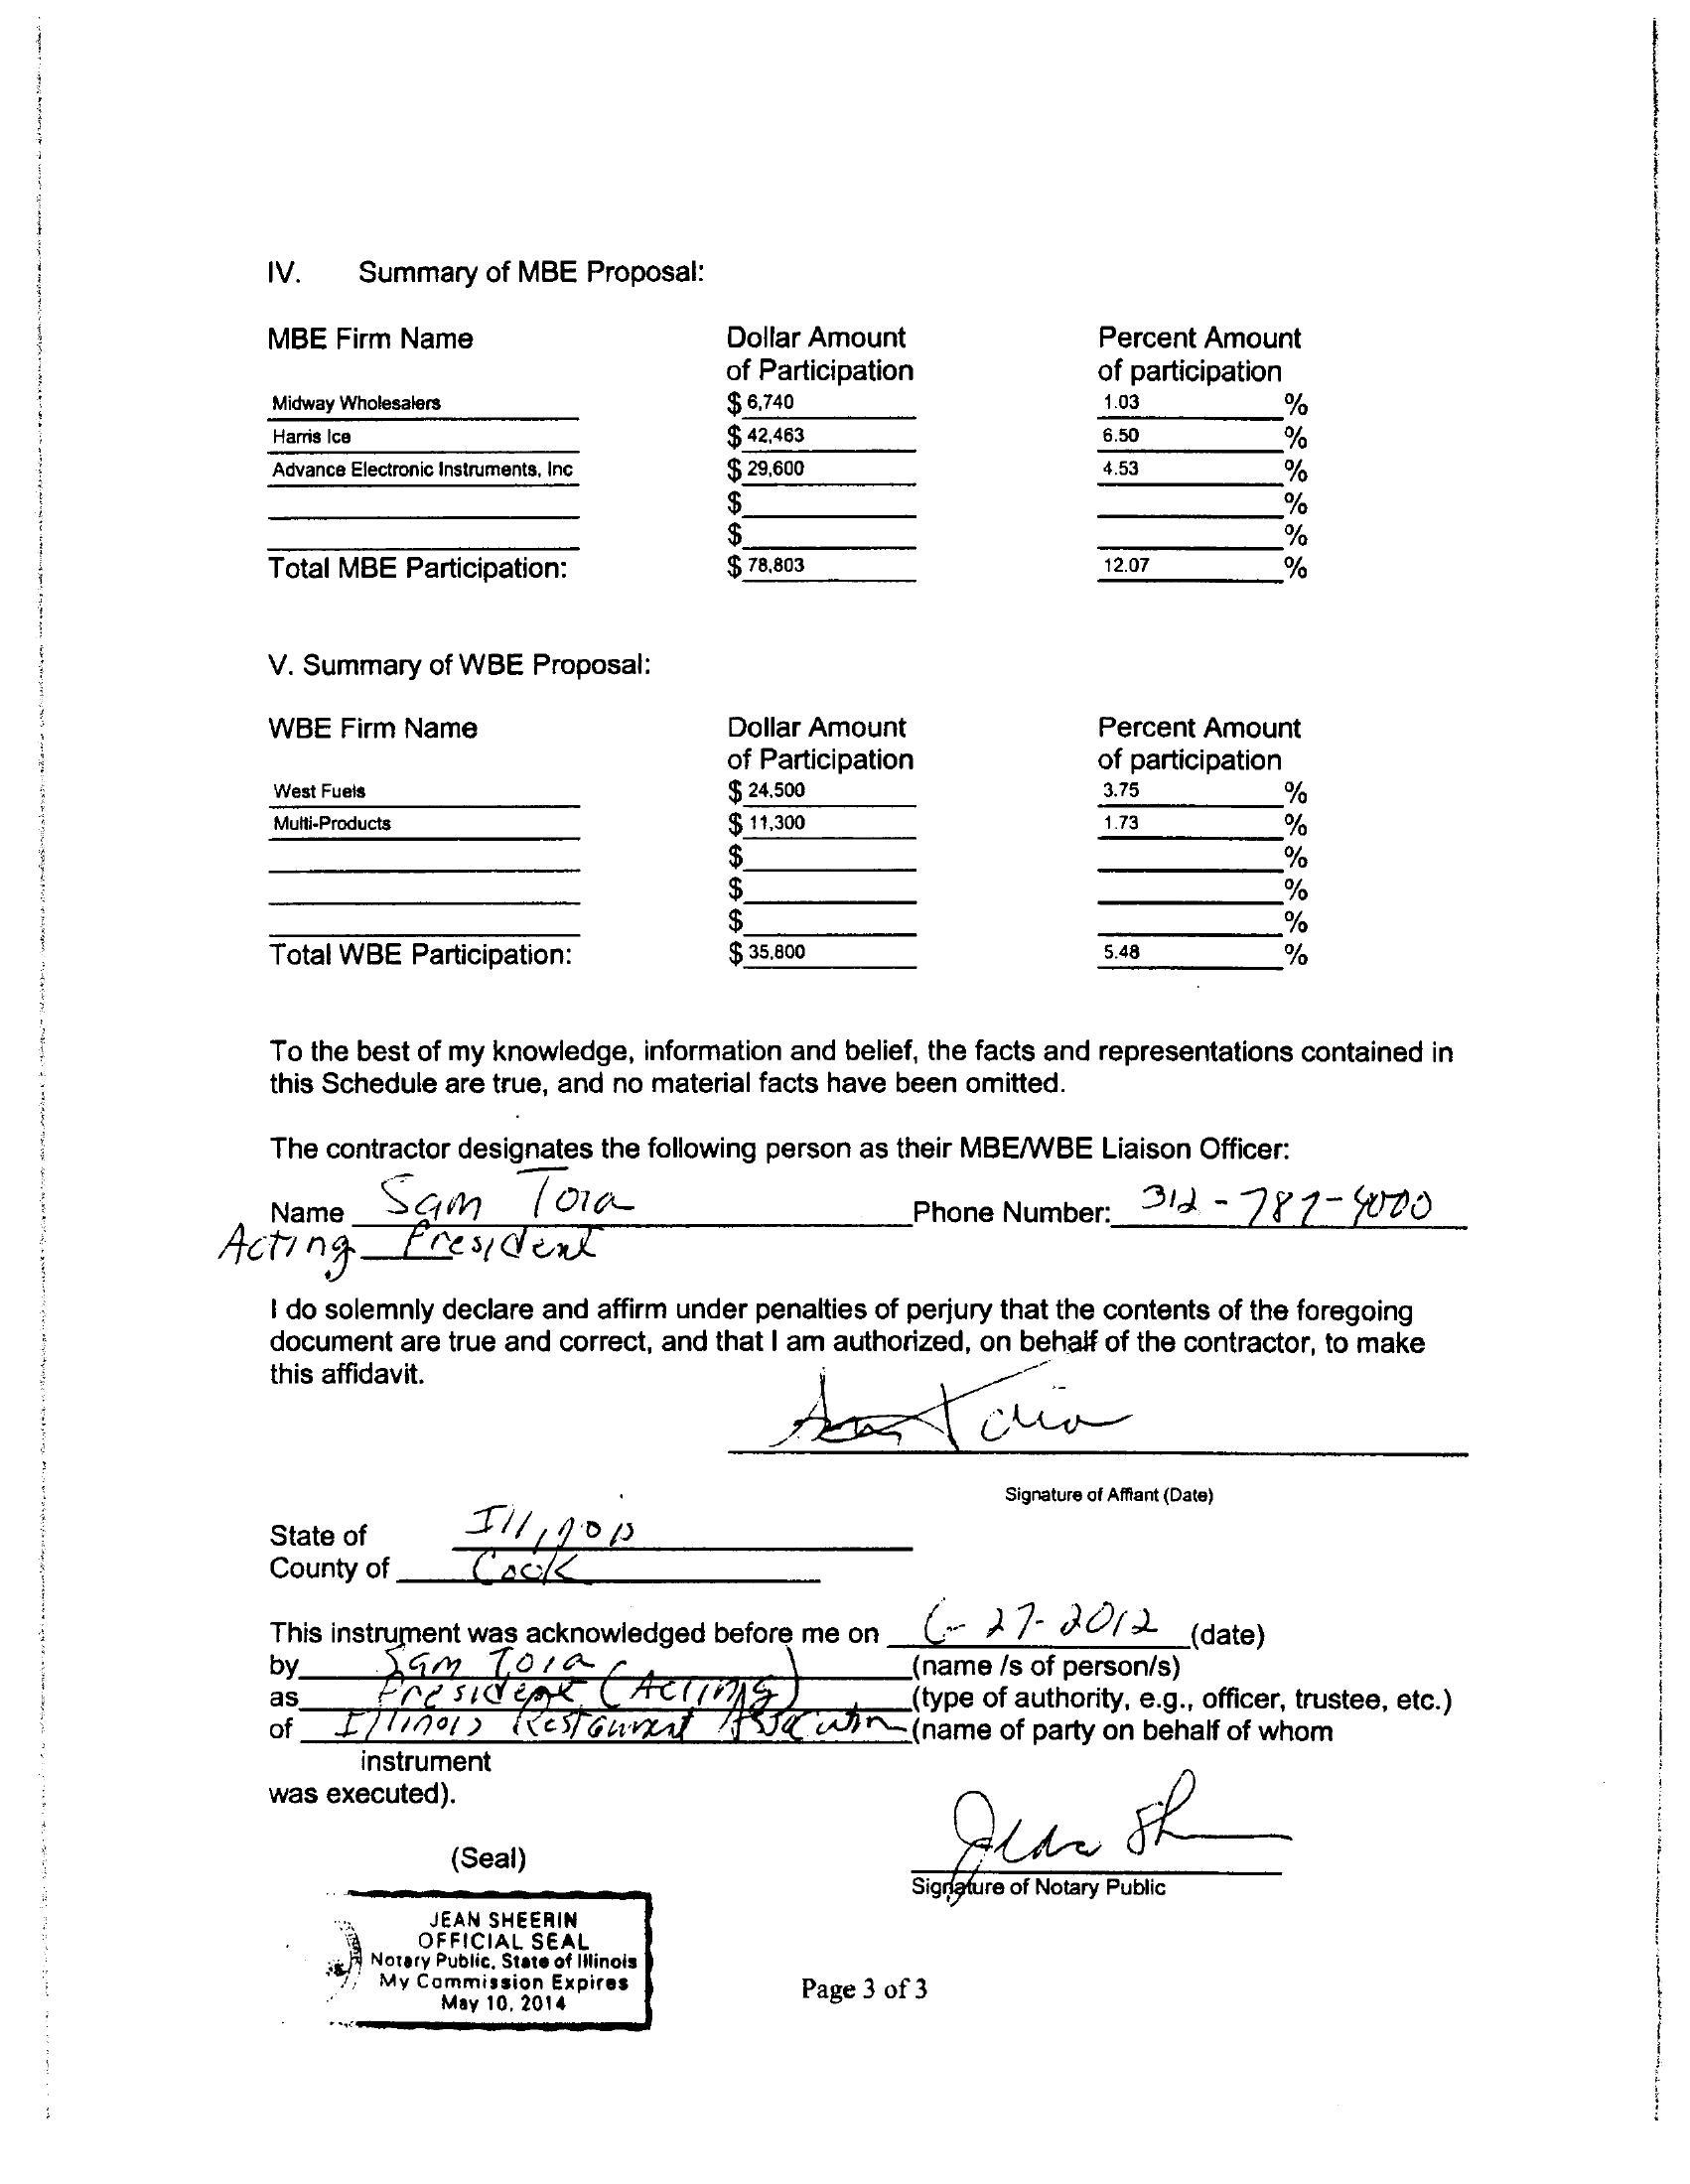 IV. Summary of MBE Proposal:
MBE Firm Name Dollar Amount Percent Amount
of Participation of participation
Midway Wholesalers $ 6,740 1.03 %
Harris Ice $ 42,463 6.50 %
Advance Electronic Instruments, Inc $ 29,600 4.53 %
$ %
$ %
Total MBE Participation: $ 78,803 12.07 %
V. Summary of WBE Proposal:
WBE Firm Name Dollar Amount Percent Amount
of Participation of participation
West Fuels $ 24,500 3.75 %
Multi-Products $ 11,300 1.73 %
$ %
$ %
$ %
Total WBE Participation: $ 35,800 5.48 %
To the best of my knowledge, information and belief, the facts and representations contained in
this Schedule are true, and no material facts have been omitted.
The contractor designates the following person as their MBE/WBE Liaison Officer:
Name Sam Toia Phone Number: 312-787-4000
Acting President
I do solemnly declare and affirm under penalties of perjury that the contents of the foregoing
document are true and correct, and that I am authorized, on behalf of the contractor, to make
this affidavit.
Sam Toia
Signature of Affiant (Date)
State of Illinois
County of Cook
This instrument was acknowledged before me on 6-27-2012 (date)
by Sam Toia (name /s of person/s)
as President (Acting) (type of authority, e.g., officer, trustee, etc.)
of Illinois Restaurant Association (name of party on behalf of whom
instrument
was executed).
(Seal)
Signature of Notary Public
JEAN SHEERIN
OFFICIAL SEAL
Notary Public, State of Illinois
My Commission Expires
May 10, 2014
Page 3 of 3